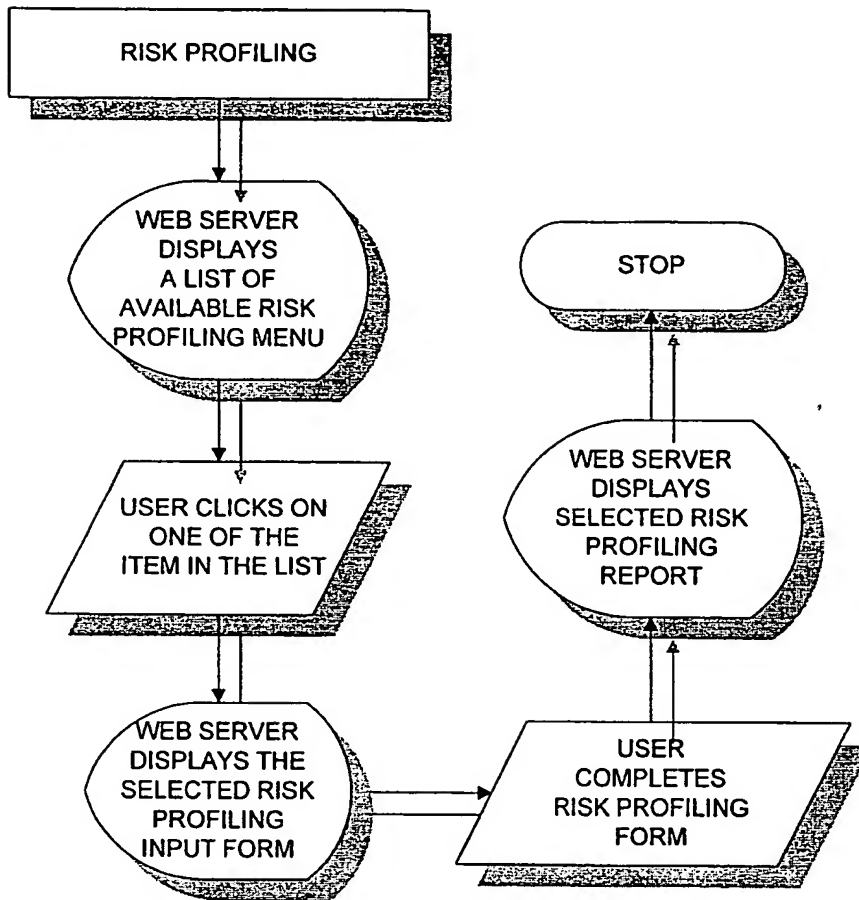 RISK PROFILING
WEB SERVER
DISPLAYS
A LIST OF
AVAILABLE RISK
PROFILING MENU
USER CLICKS ON
ONE OF THE
ITEM IN THE LIST
WEB SERVER
DISPLAYS THE
SELECTED RISK
PROFILING
INPUT FORM
USER
COMPLETES
RISK PROFILING
FORM
WEB SERVER
DISPLAYS
SELECTED RISK
PROFILING
REPORT
STOP